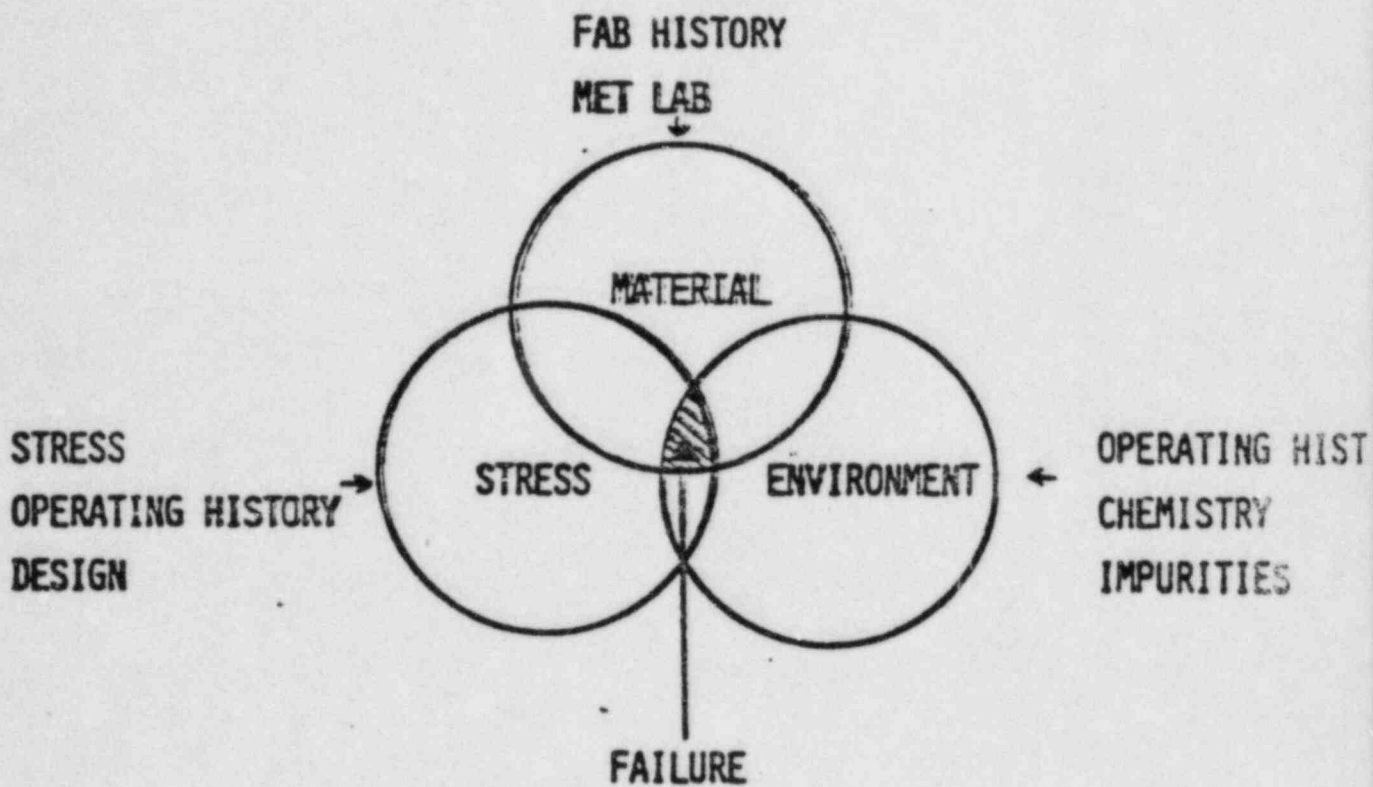 FAB HISTORY
MET LAB
MATERIAL
STRESS
OPERATING HISTORY
DESIGN
STRESS
ENVIRONMENT
OPERATING HIST
CHEMISTRY
IMPURITIES
FAILURE